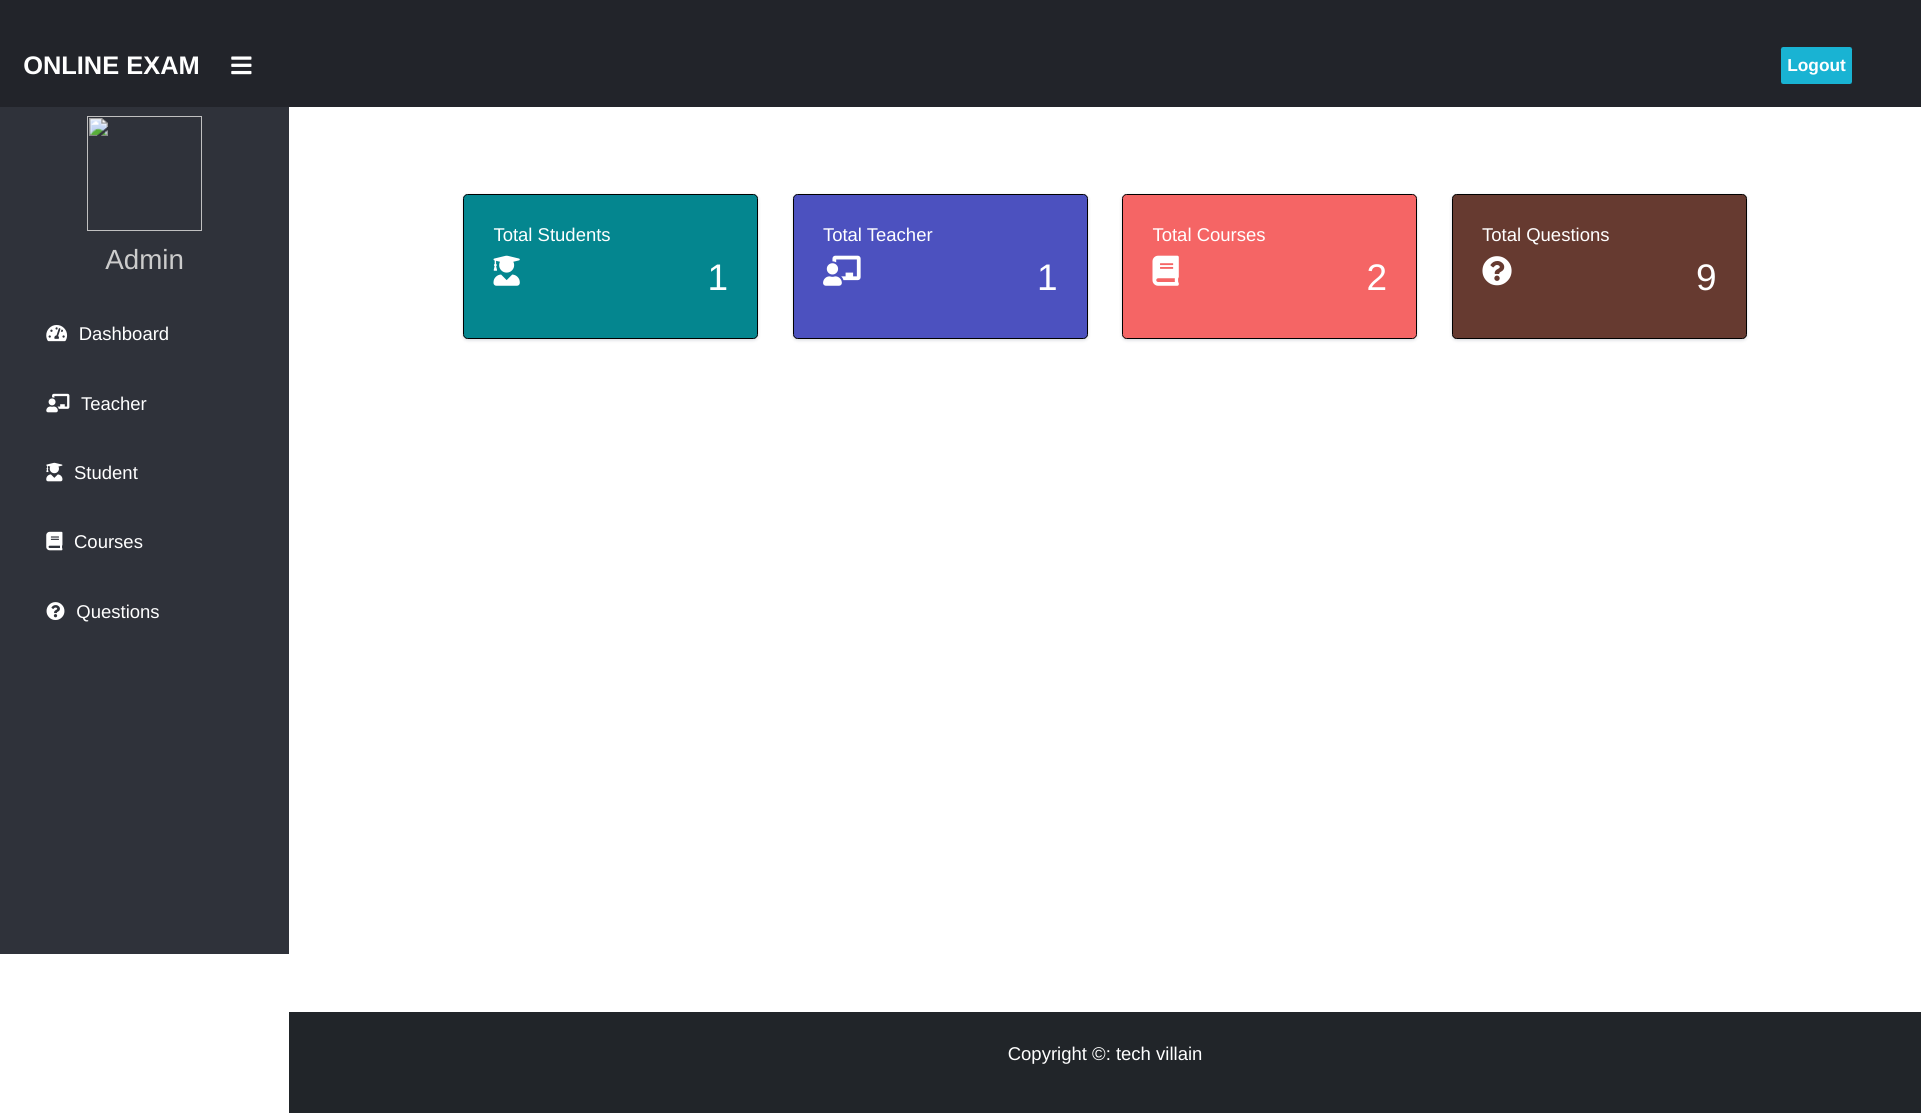 ONLINE EXAM
Logout
Admin
Dashboard
Teacher
Student
Courses
Questions
Total Students
1
Total Teacher
1
Total Courses
2
Total Questions
9
Copyright ©: tech villain